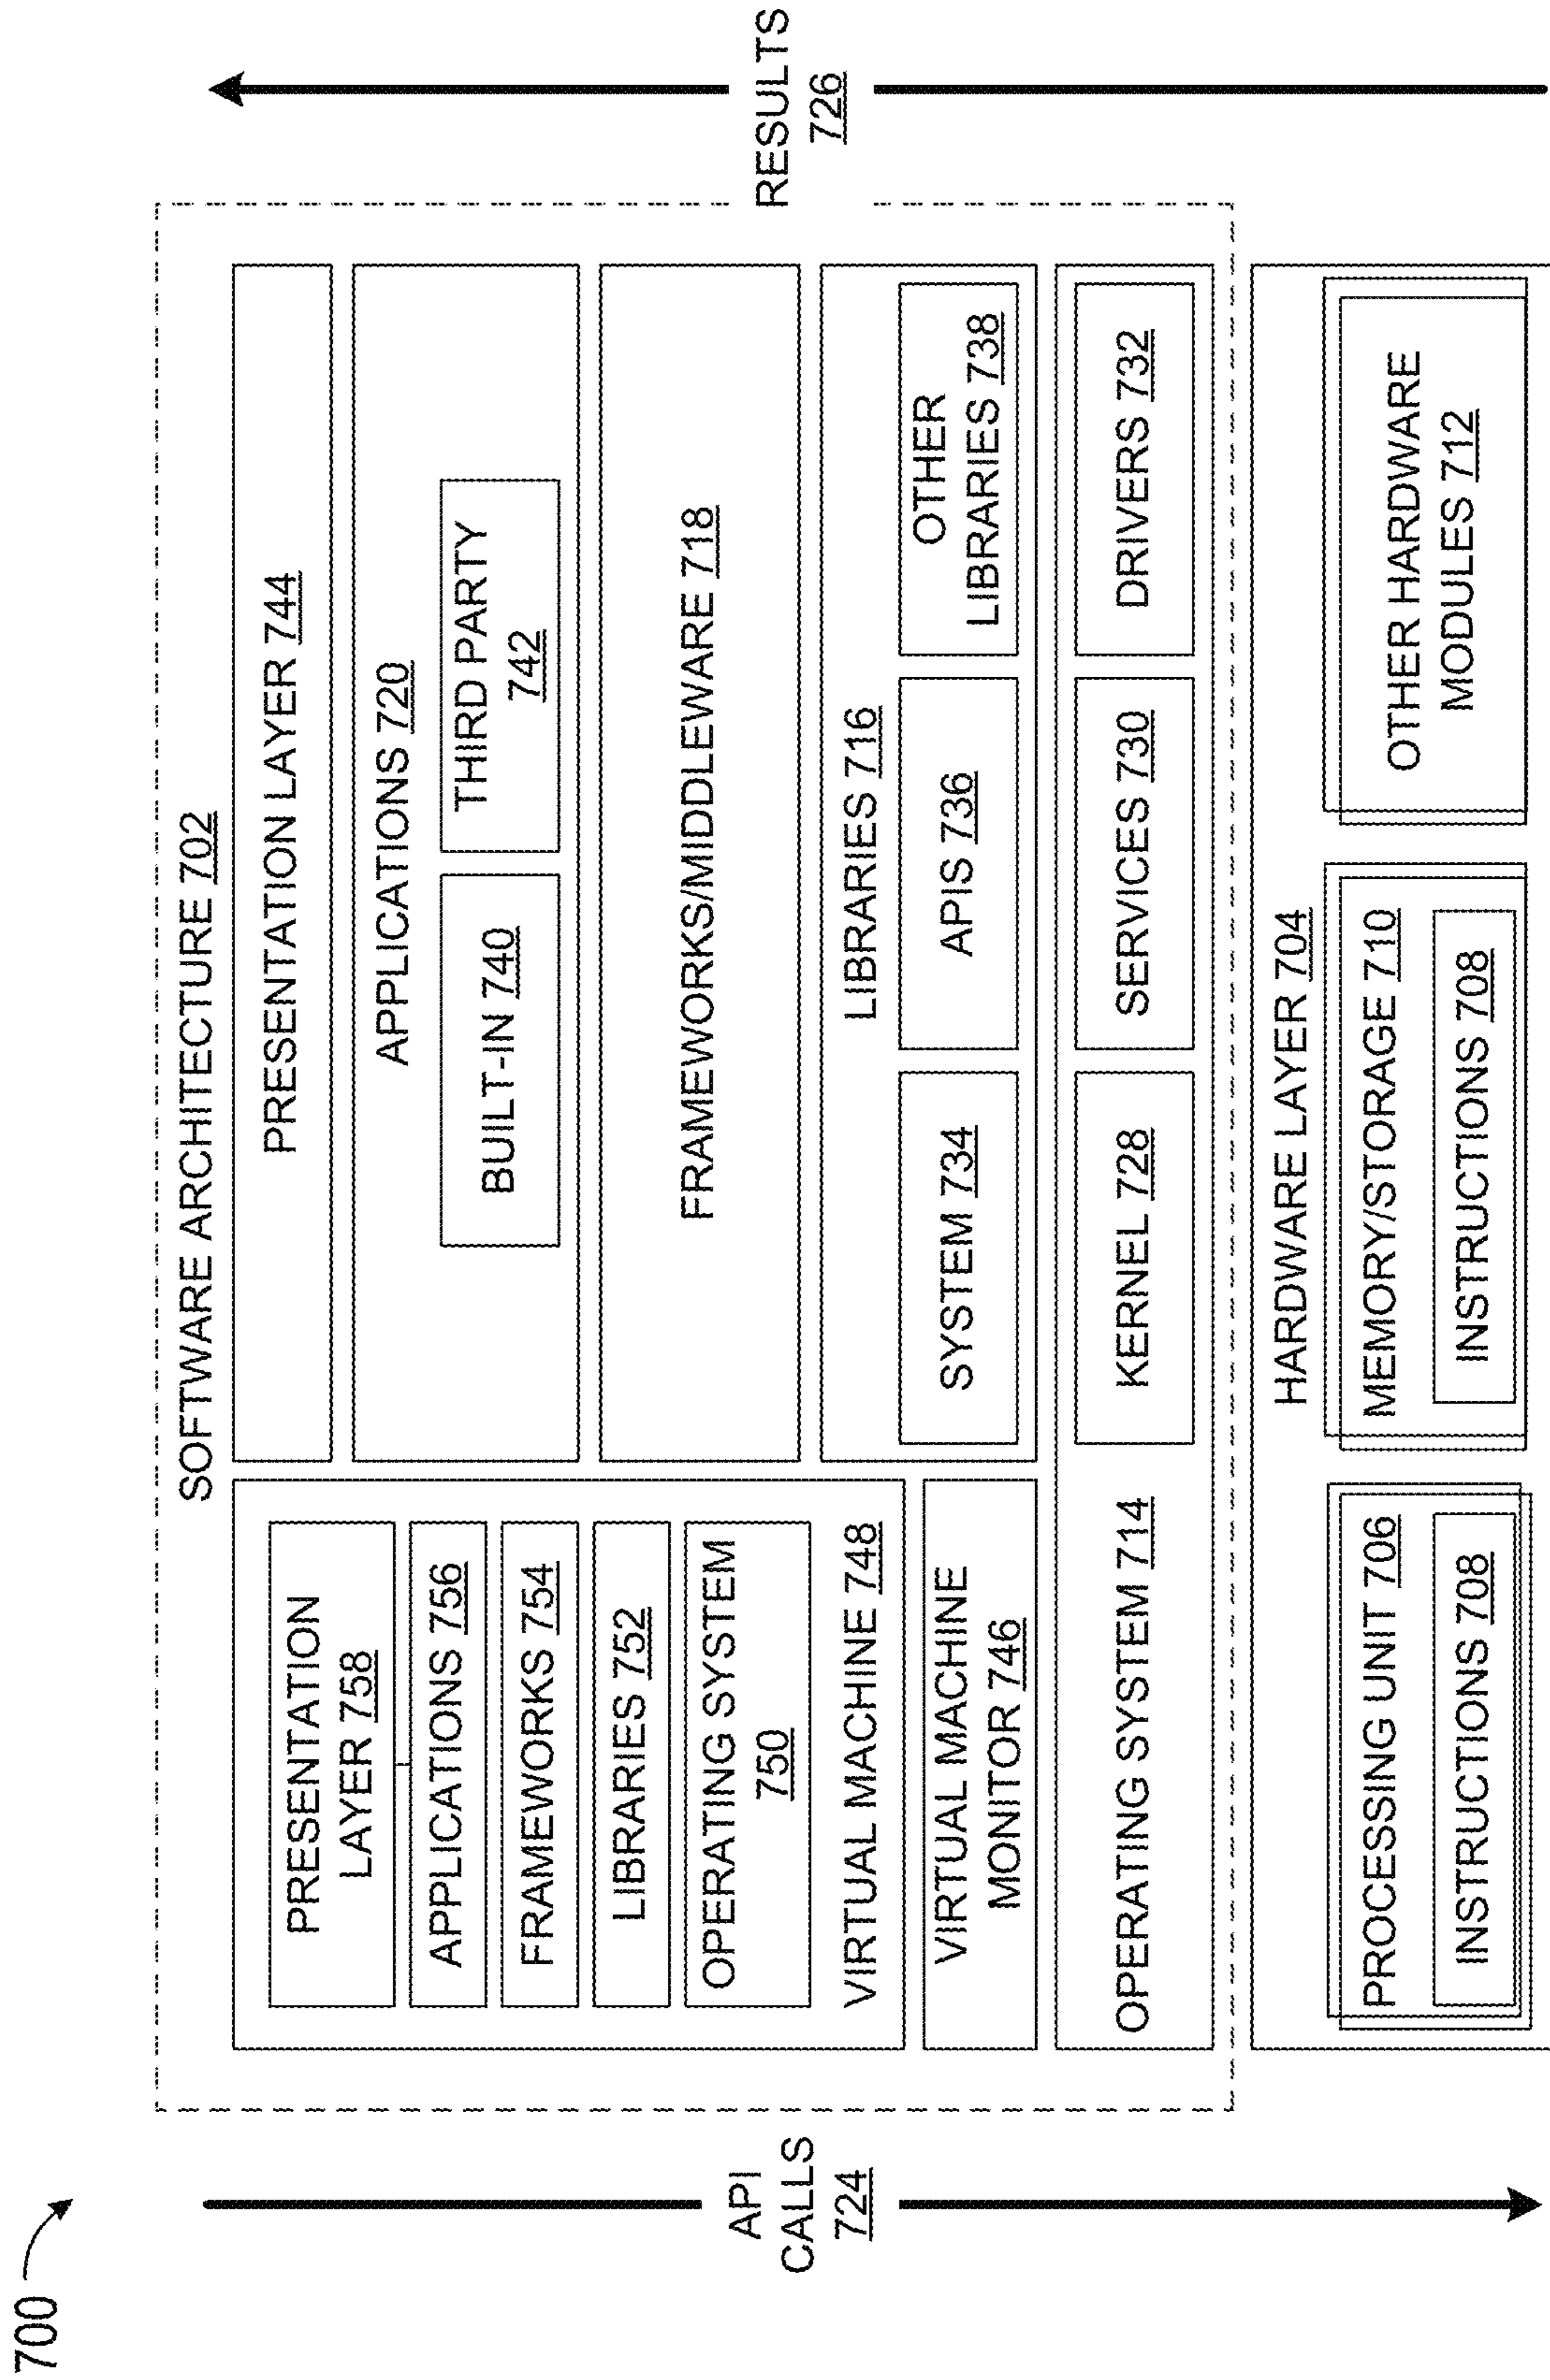 700
SOFTWARE ARCHITECTURE 702
PRESENTATION
LAYER 758
APPLICATIONS 756
FRAMEWORKS 754
LIBRARIES 752
OPERATING SYSTEM
750
VIRTUAL MACHINE 748
VIRTUAL MACHINE
MONITOR 746
PRESENTATION LAYER 744
APPLICATIONS 720
BUILT-IN 740
THIRD PARTY
742
FRAMEWORKS/MIDDLEWARE 718
LIBRARIES 716
SYSTEM 734
APIS 736
OTHER
LIBRARIES 738
OPERATING SYSTEM 714
KERNEL 728
SERVICES 730
DRIVERS 732
API
CALLS
724
RESULTS
726
HARDWARE LAYER 704
PROCESSING UNIT 706
INSTRUCTIONS 708
MEMORY/STORAGE 710
INSTRUCTIONS 708
OTHER HARDWARE
MODULES 712